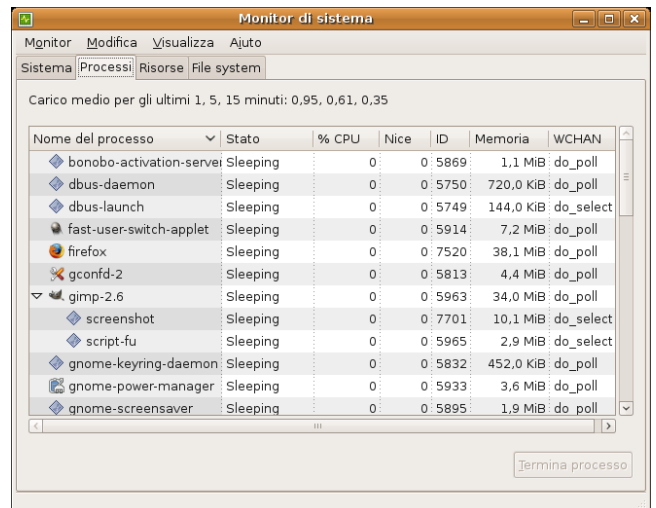 Monitor di sistema
Monitor Modifica Visualizza Aiuto
Sistema Processi Risorse File system
Carico medio per gli ultimi 1, 5, 15 minuti: 0,95, 0,61, 0,35
Nome del processo Stato % CPU Nice ID Memoria WCHAN
bonobo-activation-server Sleeping 0 0 5869 1,1 MiB do_poll
dbus-daemon Sleeping 0 0 5750 720,0 KiB do_poll
dbus-launch Sleeping 0 0 5749 144,0 KiB do_select
fast-user-switch-applet Sleeping 0 0 5914 7,2 MiB do_poll
firefox Sleeping 0 0 7520 38,1 MiB do_poll
gconfd-2 Sleeping 0 0 5813 4,4 MiB do_poll
gimp-2.6 Sleeping 0 0 5963 34,0 MiB do_poll
screenshot Sleeping 0 0 7701 10,1 MiB do_select
script-fu Sleeping 0 0 5965 2,9 MiB do_select
gnome-keyring-daemon Sleeping 0 0 5832 452,0 KiB do_poll
gnome-power-manager Sleeping 0 0 5933 3,6 MiB do_poll
gnome-screensaver Sleeping 0 0 5895 1,9 MiB do_poll
Termina processo